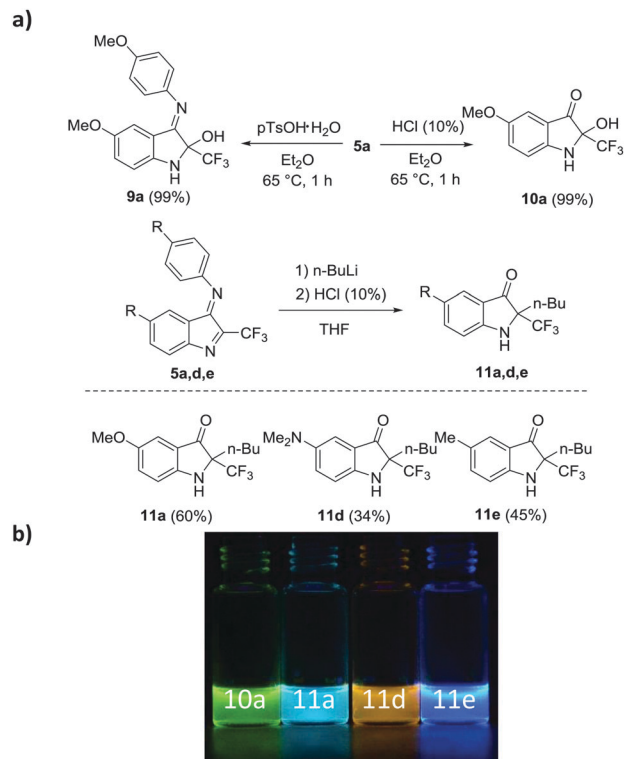 a)
MeO
N
MeO
OH
CF3
N
H
9a (99%)
pTsOH·H2O
Et2O
65 °C, 1 h
5a
HCl (10%)
Et2O
65 °C, 1 h
O
MeO
OH
CF3
N
H
10a (99%)
R
N
R
CF3
N
5a,d,e
1) n-BuLi
2) HCl (10%)
THF
O
R
n-Bu
CF3
N
H
11a,d,e
O
MeO
n-Bu
CF3
N
H
11a (60%)
O
Me2N
n-Bu
CF3
N
H
11d (34%)
O
Me
n-Bu
CF3
N
H
11e (45%)
b)
10a 11a 11d 11e